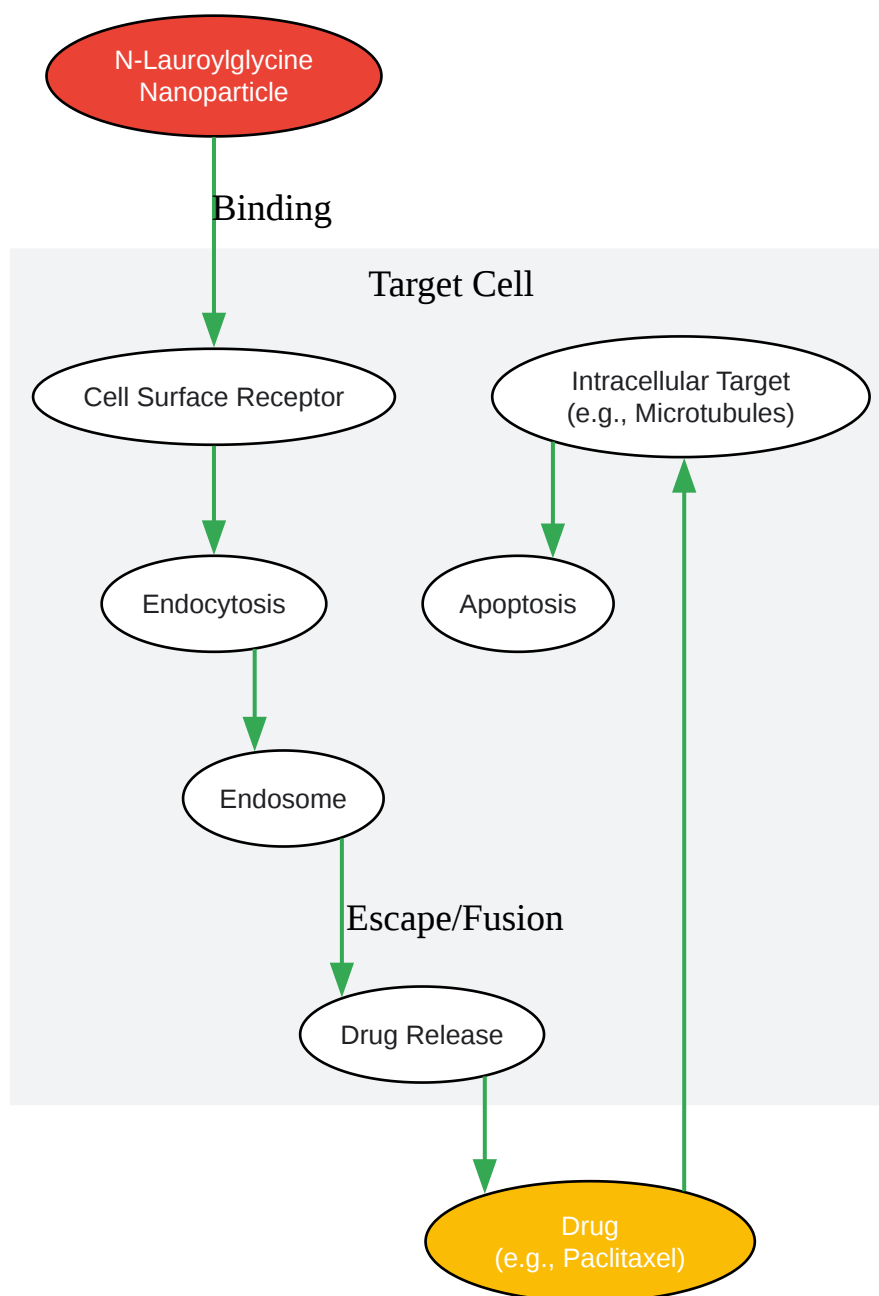 N-Lauroylglycine
Nanoparticle
Binding
Target Cell
Cell Surface Receptor
Intracellular Target
(e.g., Microtubules)
Endocytosis
Apoptosis
Endosome
Escape/Fusion
Drug Release
Drug
(e.g., Paclitaxel)